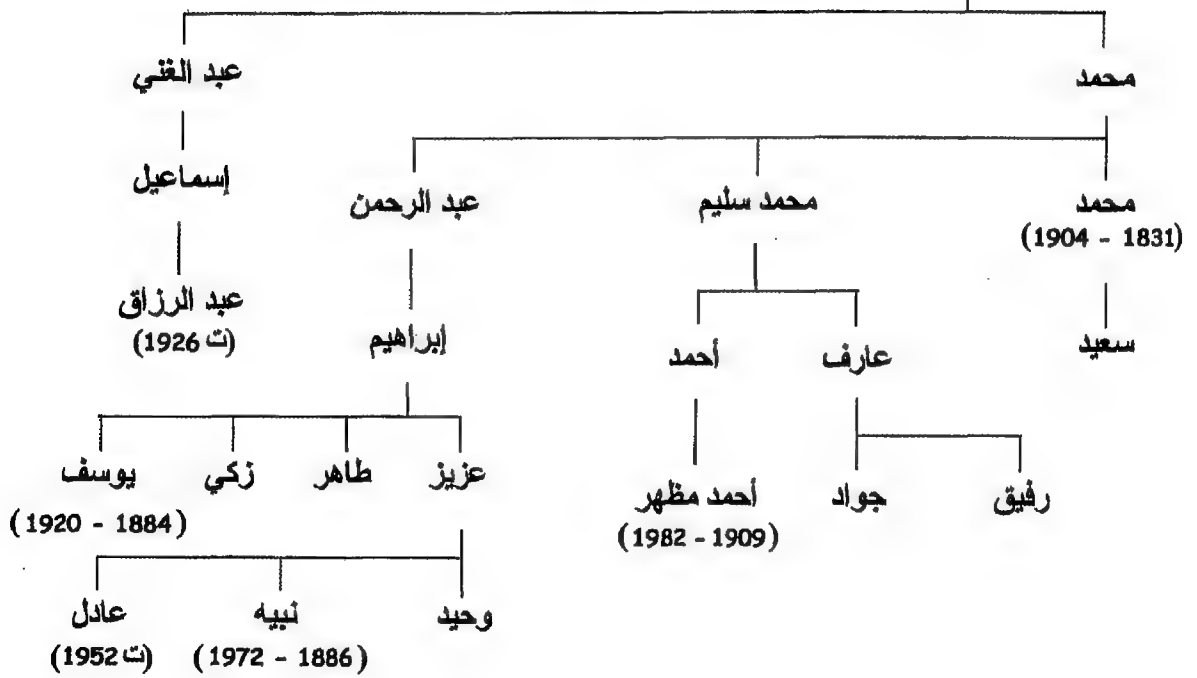 محمد
عبد الغني
محمد
(1831 - 1904)
محمد سليم
عبد الرحمن
إسماعيل
سعيد
عارف
أحمد
إبراهيم
عبد الرزاق
(ت 1926)
رفيق
جواد
أحمد مظهر
(1909 - 1982)
عزيز
طاهر
زكي
يوسف
(1884 - 1920)
وحيد
نبيه
(1886 - 1972)
عادل
(ت 1952)